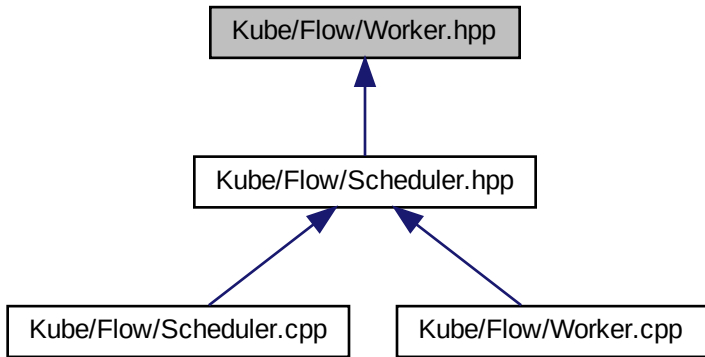 Kube/Flow/Worker.hpp
Kube/Flow/Scheduler.hpp
Kube/Flow/Scheduler.cpp
Kube/Flow/Worker.cpp